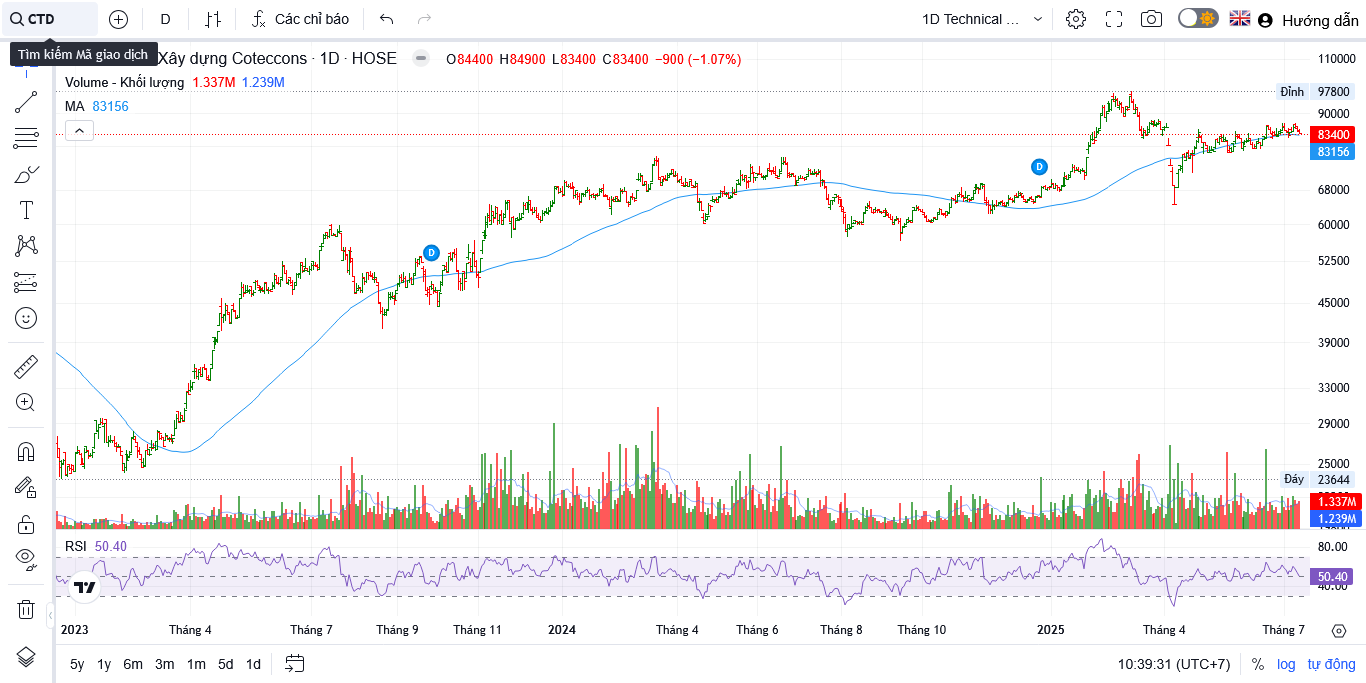 CTD
D
Các chỉ báo
1D Technical ...
Hướng dẫn
Tìm kiếm Mã giao dịch
Xây dựng Coteccons · 1D · HOSE
O84400 H84900 L83400 C83400 −900 (−1.07%)
Volume - Khối lượng 1.337M 1.239M
MA 83156
110000
Đỉnh 97800
90000
83400
83156
D
68000
60000
D
52500
45000
39000
33000
29000
25000
Đáy 23644
1.337M
1.239M
RSI 50.40
80.00
50.40
40.00
2023 Tháng 4 Tháng 7 Tháng 9 Tháng 11 2024 Tháng 4 Tháng 6 Tháng 8 Tháng 10 2025 Tháng 4 Tháng 7
5y 1y 6m 3m 1m 5d 1d
10:39:31 (UTC+7) % log tự động